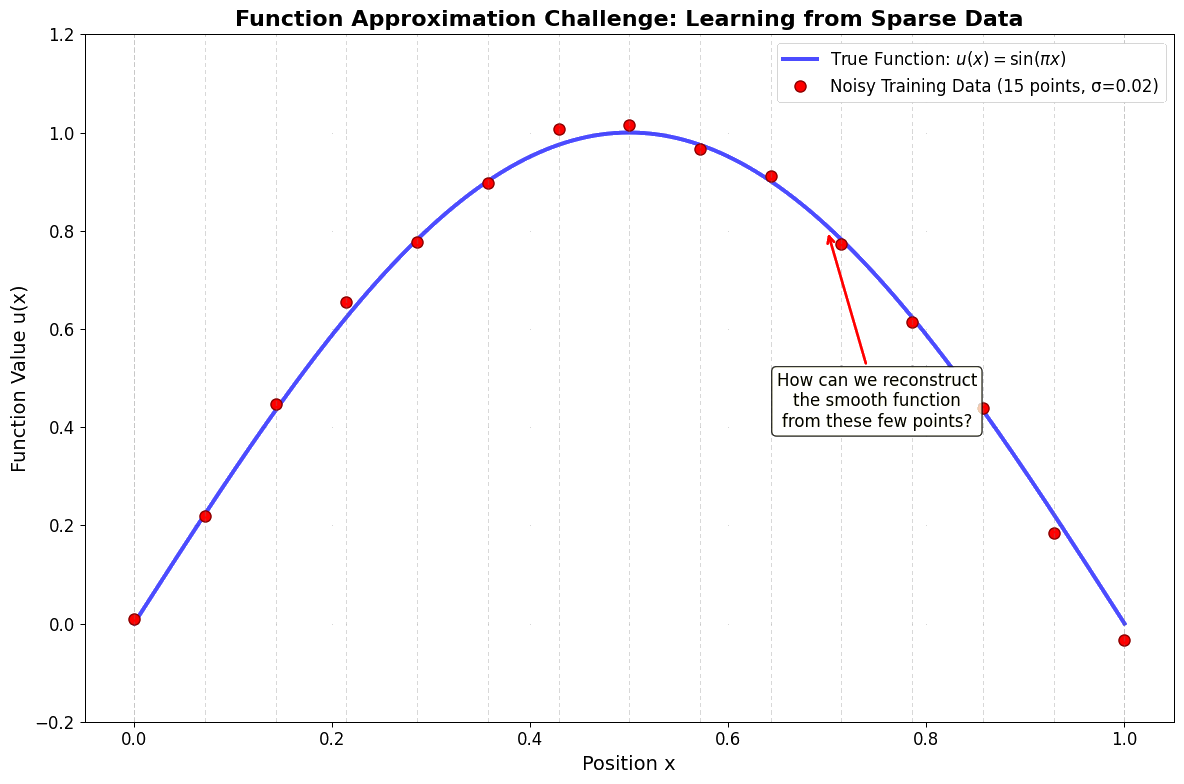 Function Approximation Challenge: Learning from Sparse Data
True Function: u(x) = sin(πx)
Noisy Training Data (15 points, σ=0.02)
How can we reconstruct
the smooth function
from these few points?
Function Value u(x)
1.2
1.0
0.8
0.6
0.4
0.2
0.0
−0.2
0.0 0.2 0.4 0.6 0.8 1.0
Position x